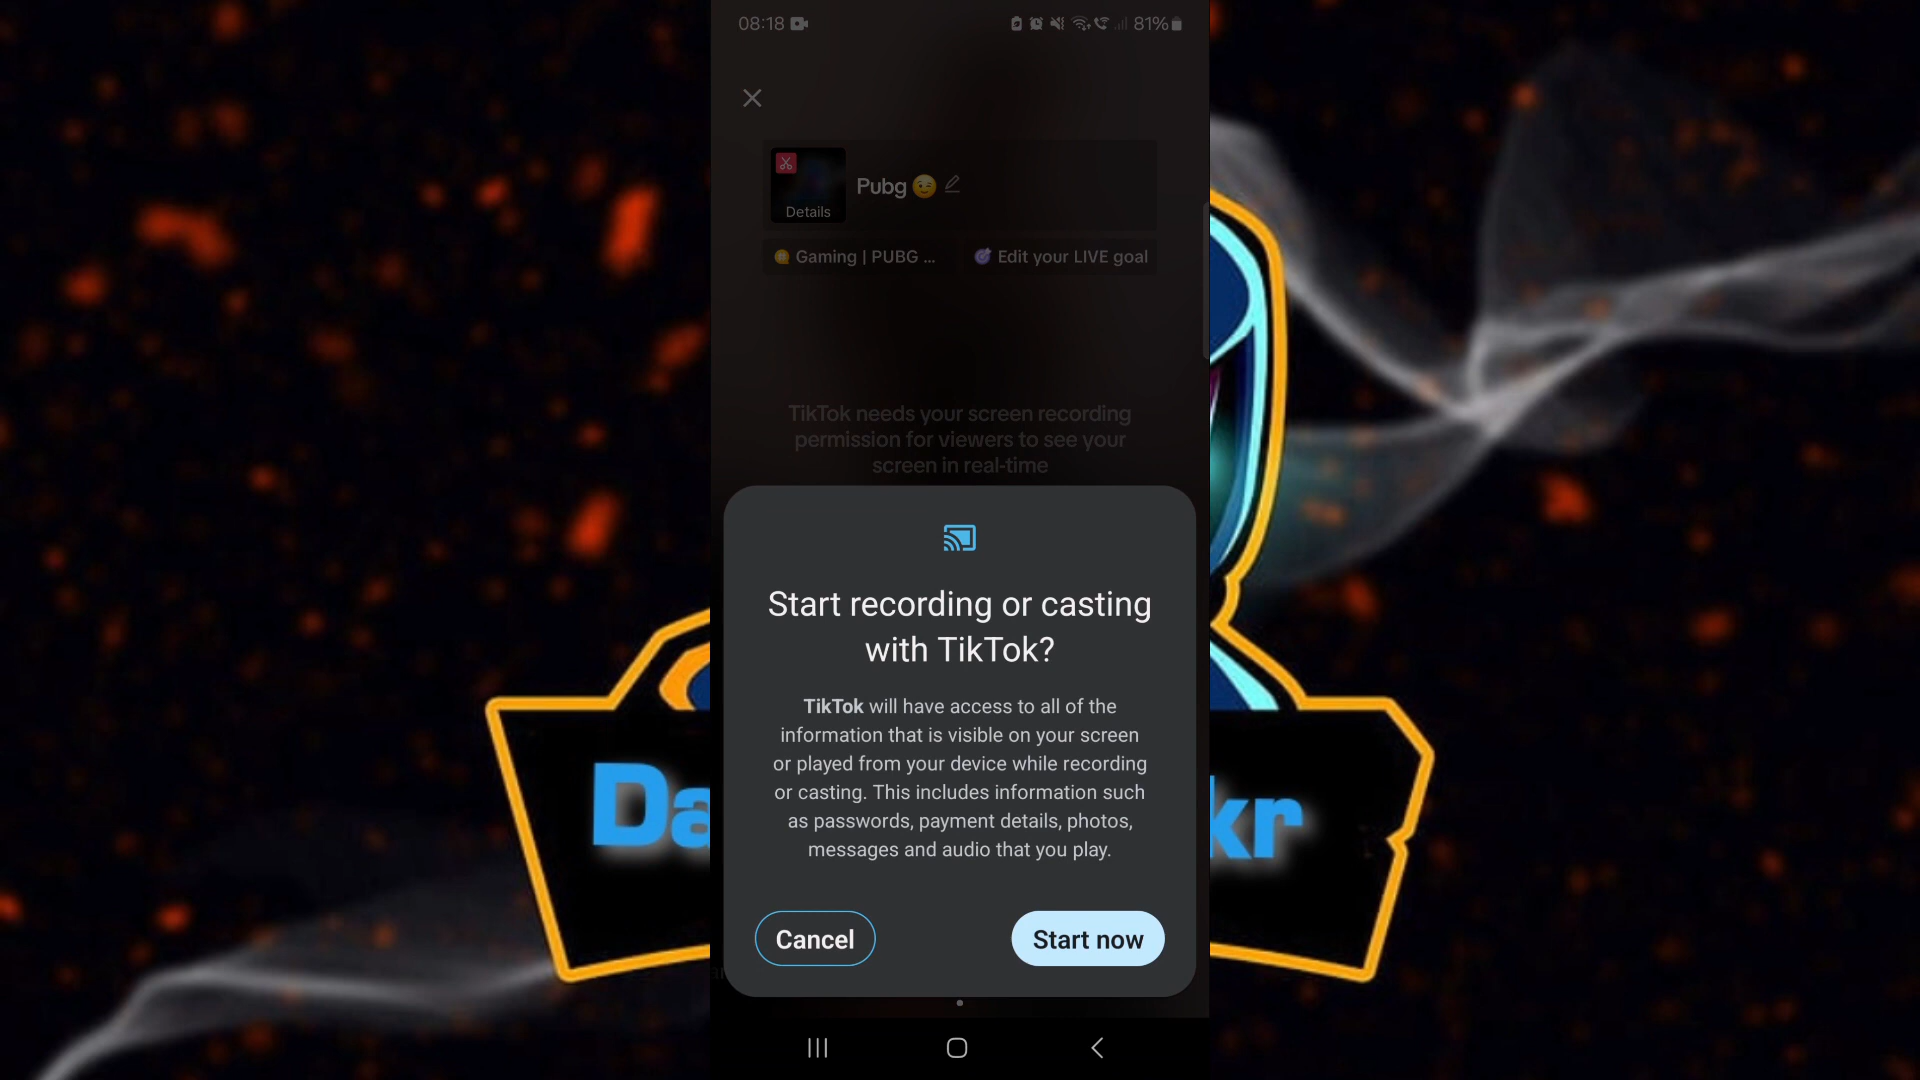 08:18
81%
Details
Pubg 😉
Gaming | PUBG ...
Edit your LIVE goal
TikTok needs your screen recording
permission for viewers to see your
screen in real-time
Start recording or casting
with TikTok?
TikTok will have access to all of the
information that is visible on your screen
or played from your device while recording
or casting. This includes information such
as passwords, payment details, photos,
messages and audio that you play.
Da
kr
Cancel
Start now